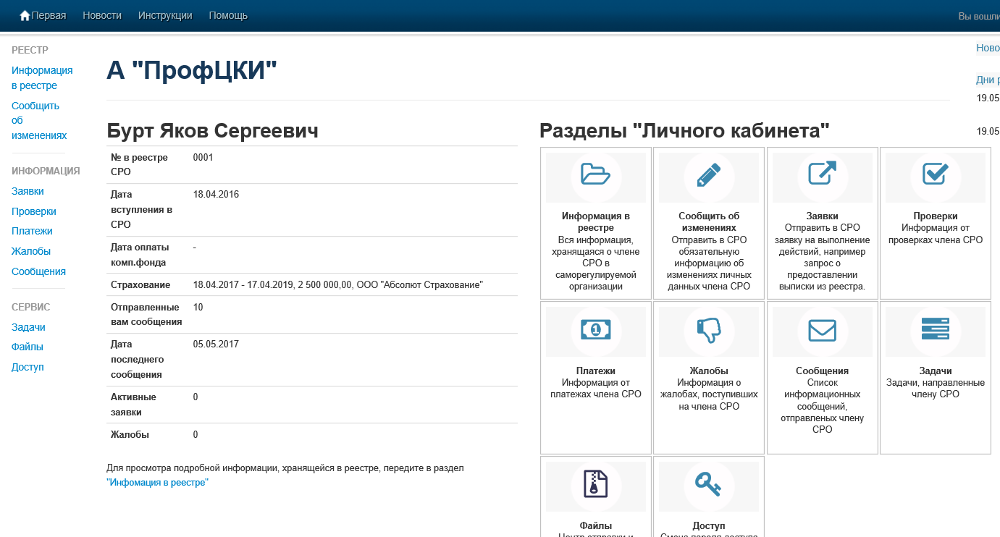 Первая Новости Инструкции Помощь
Вы вошли
РЕЕСТР
Информация
в реестре
Сообщить
об
изменениях
ИНФОРМАЦИЯ
Заявки
Проверки
Платежи
Жалобы
Сообщения
СЕРВИС
Задачи
Файлы
Доступ
А "ПрофЦКИ"
Бурт Яков Сергеевич
№ в реестре 0001
СРО
Дата 18.04.2016
вступления в
СРО
Дата оплаты -
комп.фонда
Страхование 18.04.2017 - 17.04.2019, 2 500 000,00, ООО "Абсолют Страхование"
Отправленные 10
вам сообщения
Дата 05.05.2017
последнего
сообщения
Активные 0
заявки
Жалобы 0
Для просмотра подробной информации, хранящейся в реестре, передите в раздел
"Инфомация в реестре"
Разделы "Личного кабинета"
Информация в
реестре
Вся информация,
хранящаяся о члене
СРО в
саморегулируемой
организации
Сообщить об
изменениях
Отправить в СРО
обязательную
информацию об
изменениях личных
данных члена СРО
Заявки
Отправить в СРО
заявку на выполнение
действий, например
запрос о
предоставлении
выписки из реестра.
Проверки
Информация от
проверках члена СРО
Платежи
Информация от
платежах члена СРО
Жалобы
Информация о
жалобах, поступивших
на члена СРО
Сообщения
Список
информационных
сообщений,
отправленых члену
СРО
Задачи
Задачи, направленные
члену СРО
Файлы
Центр отправки и
Доступ
Смена пароля доступа
Ново
Дни р
19.05
19.05